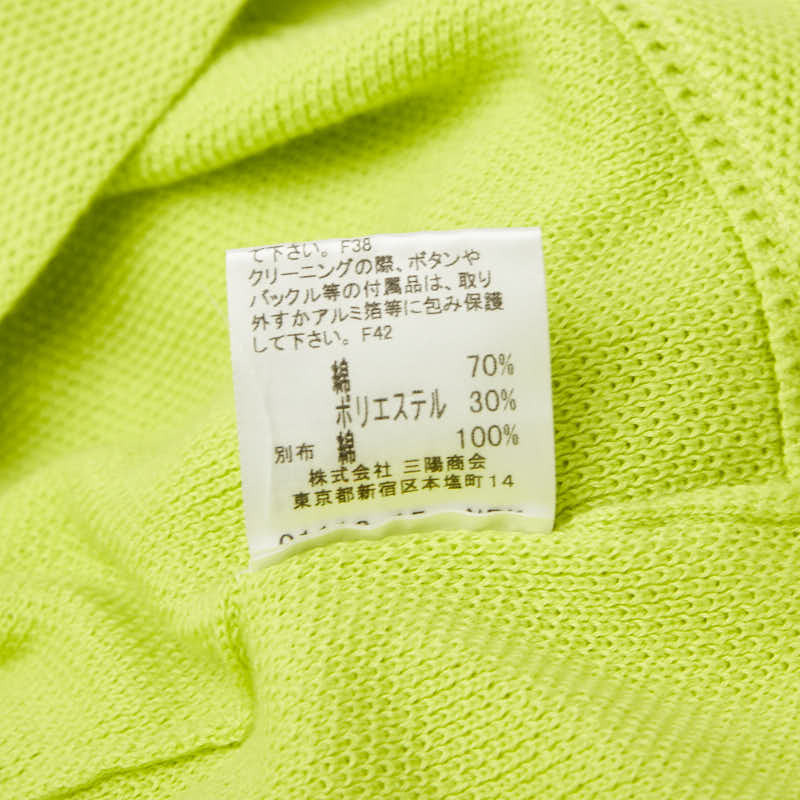 て下さい。F38
クリーニングの際、ボタンや
バックル等の付属品は、取り
外すかアルミ箔等に包み保護
して下さい。F42
綿 70%
ポリエステル 30%
別布 綿 100%
株式会社 三陽商会
東京都新宿区本塩町14